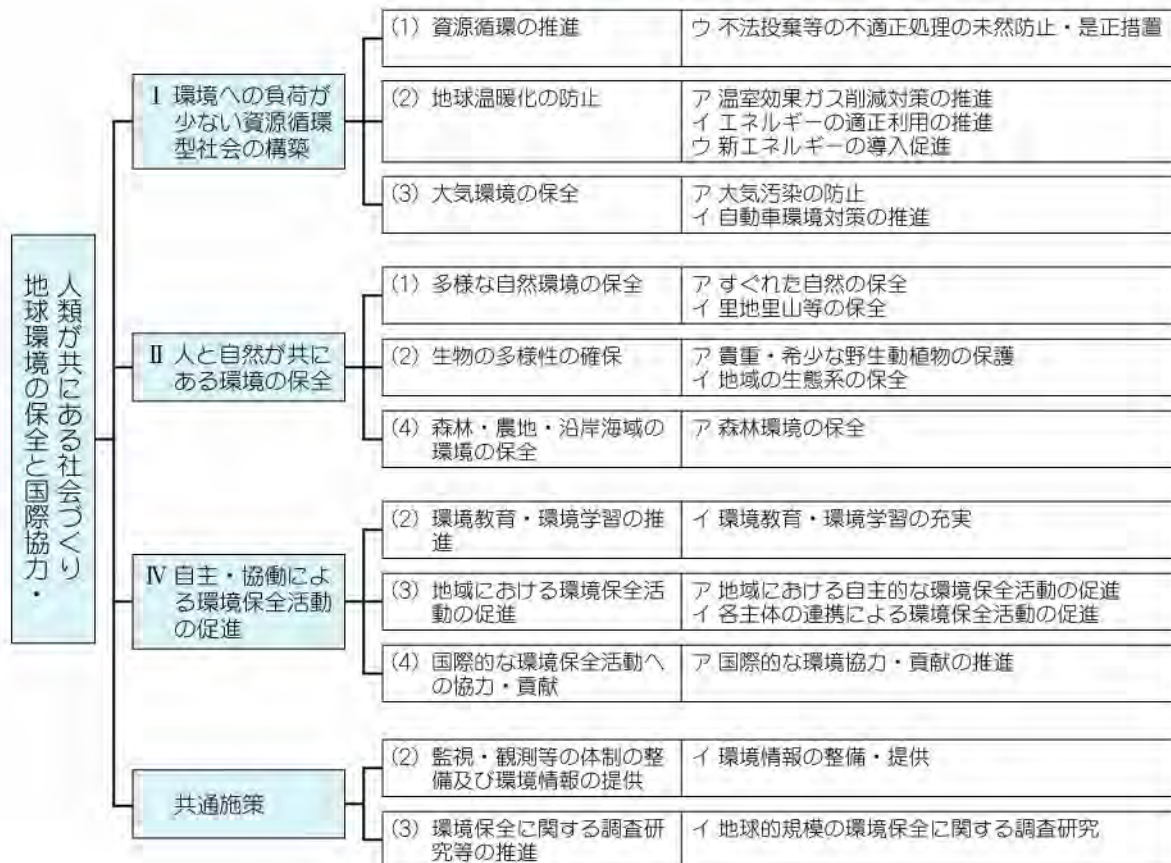 人類が共にある社会づくり
地球環境の保全と国際協力・
Ⅰ 環境への負荷が
少ない資源循環
型社会の構築
(1) 資源循環の推進
ウ 不法投棄等の不適正処理の未然防止・是正措置
(2) 地球温暖化の防止
ア 温室効果ガス削減対策の推進
イ エネルギーの適正利用の推進
ウ 新エネルギーの導入促進
(3) 大気環境の保全
ア 大気汚染の防止
イ 自動車環境対策の推進
Ⅱ 人と自然が共に
ある環境の保全
(1) 多様な自然環境の保全
ア すぐれた自然の保全
イ 里地里山等の保全
(2) 生物の多様性の確保
ア 貴重・希少な野生動植物の保護
イ 地域の生態系の保全
(4) 森林・農地・沿岸海域の
環境の保全
ア 森林環境の保全
Ⅳ 自主・協働によ
る環境保全活動
の促進
(2) 環境教育・環境学習の推
進
イ 環境教育・環境学習の充実
(3) 地域における環境保全活
動の促進
ア 地域における自主的な環境保全活動の促進
イ 各主体の連携による環境保全活動の促進
(4) 国際的な環境保全活動へ
の協力・貢献
ア 国際的な環境協力・貢献の推進
共通施策
(2) 監視・観測等の体制の整
備及び環境情報の提供
イ 環境情報の整備・提供
(3) 環境保全に関する調査研
究等の推進
イ 地球的規模の環境保全に関する調査研究